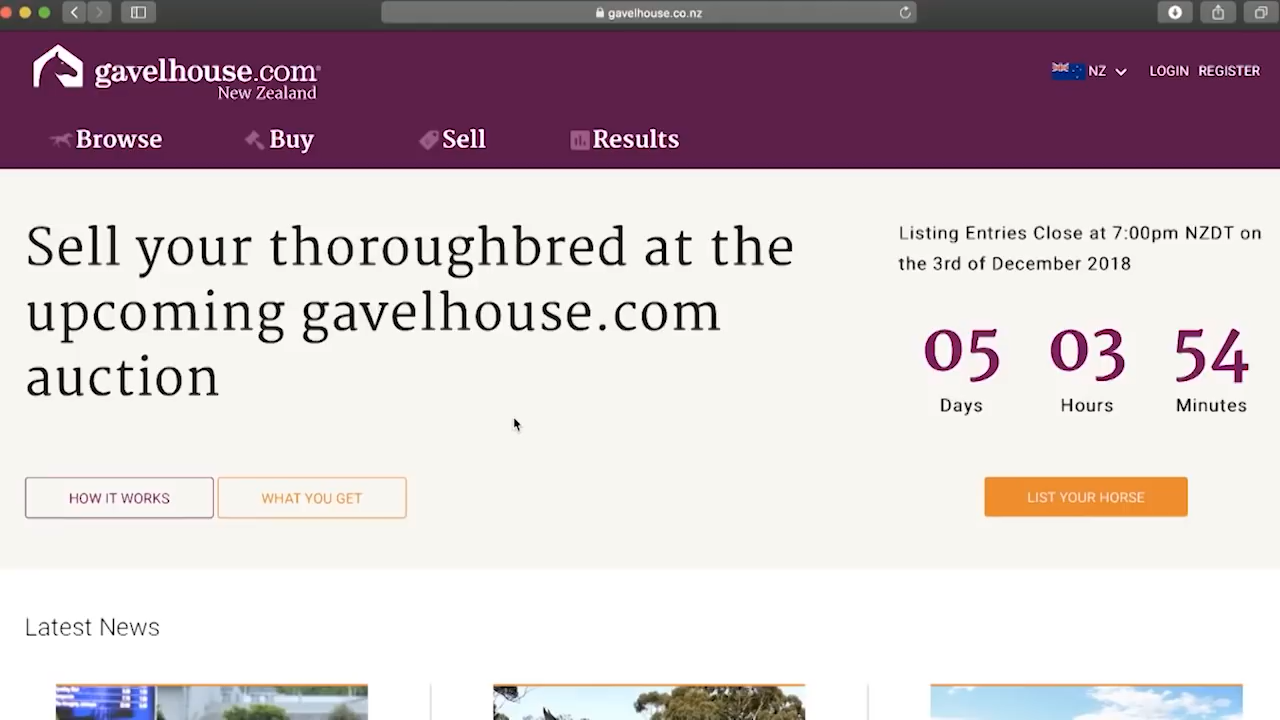 gavelhouse.co.nz
gavelhouse.com®
New Zealand
NZ
LOGIN REGISTER
Browse
Buy
Sell
Results
Sell your thoroughbred at the
upcoming gavelhouse.com
auction
Listing Entries Close at 7:00pm NZDT on
the 3rd of December 2018
05 03 54
Days Hours Minutes
HOW IT WORKS
WHAT YOU GET
LIST YOUR HORSE
Latest News